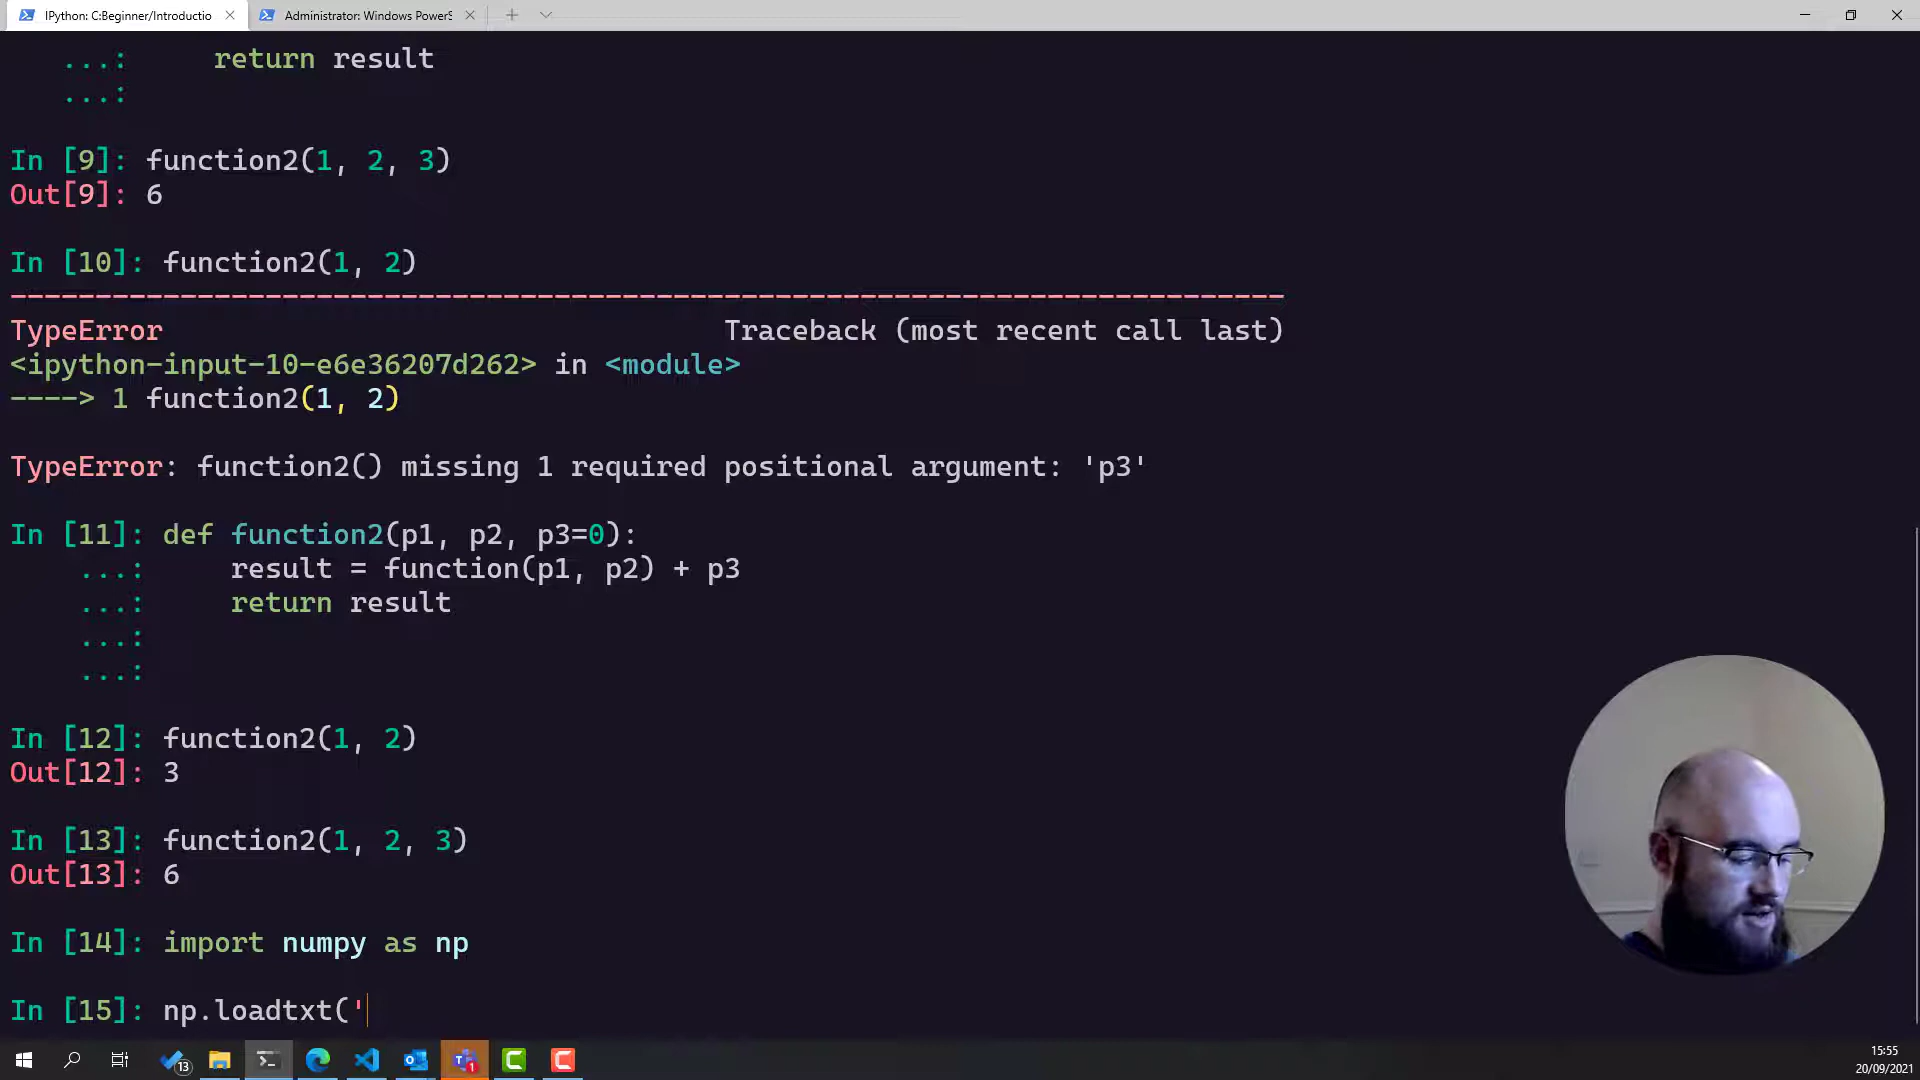 IPython: C:Beginner/Introductio
Administrator: Windows PowerS
...:     return result
...:
In [9]: function2(1, 2, 3)
Out[9]: 6
In [10]: function2(1, 2)
---------------------------------------------------------------------------
TypeError                                 Traceback (most recent call last)
<ipython-input-10-e6e36207d262> in <module>
----> 1 function2(1, 2)
TypeError: function2() missing 1 required positional argument: 'p3'
In [11]: def function2(p1, p2, p3=0):
...:     result = function(p1, p2) + p3
...:     return result
...:
...:
In [12]: function2(1, 2)
Out[12]: 3
In [13]: function2(1, 2, 3)
Out[13]: 6
In [14]: import numpy as np
In [15]: np.loadtxt('
13
1
15:55
20/09/2021